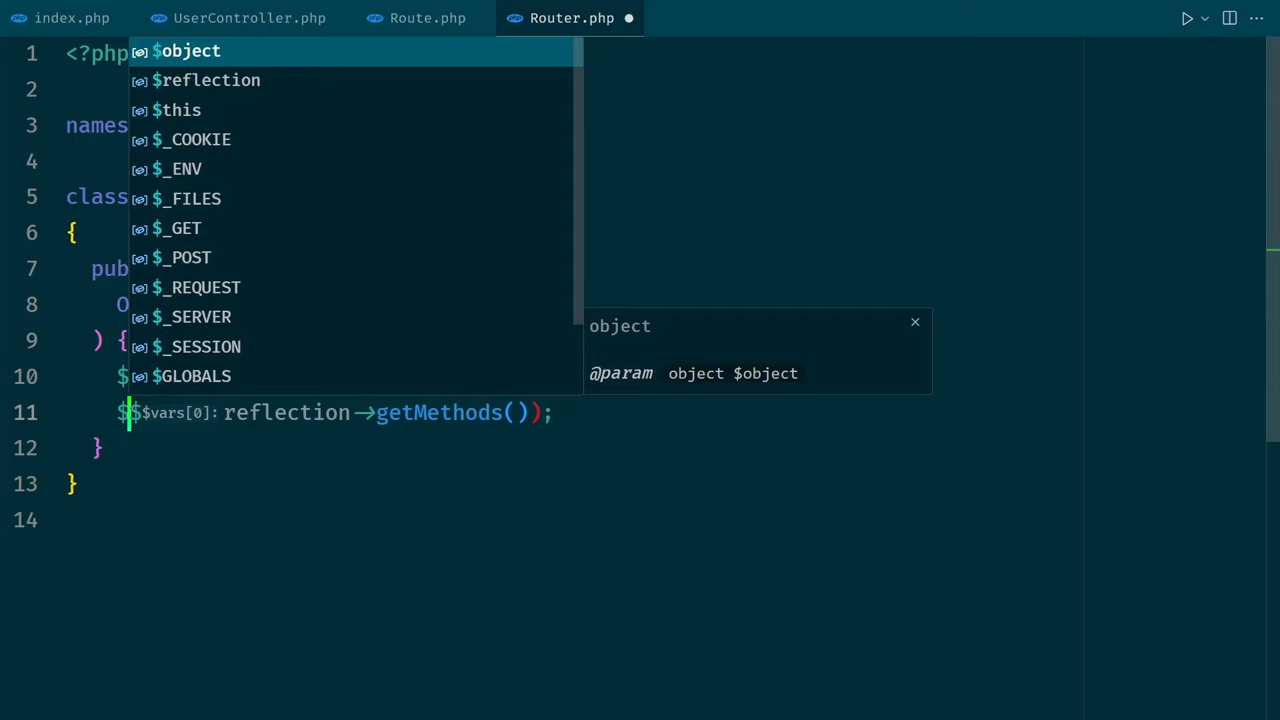 index.php UserController.php Route.php Router.php
1 <?php $object
2 $reflection
$this
3 names $_COOKIE
4 $_ENV
5 class $_FILES
6 { $_GET
$_POST
7 pub $_REQUEST
8 O $_SERVER object
9 ) { $_SESSION
10 $ $GLOBALS @param object $object
11 $$$vars[0]: reflection->getMethods());
12 }
13 }
14